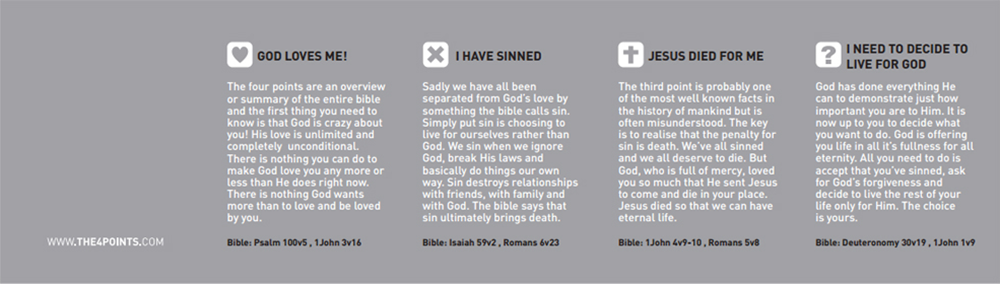 GOD LOVES ME!
The four points are an overview
or summary of the entire bible
and the first thing you need to
know is that God is crazy about
you! His love is unlimited and
completely unconditional.
There is nothing you can do to
make God love you any more or
less than He does right now.
There is nothing God wants
more than to love and be loved
by you.
Bible: Psalm 100v5 , 1John 3v16
I HAVE SINNED
Sadly we have all been
separated from God's love by
something the bible calls sin.
Simply put sin is choosing to
live for ourselves rather than
God. We sin when we ignore
God, break His laws and
basically do things our own
way. Sin destroys relationships
with friends, with family and
with God. The bible says that
sin ultimately brings death.
Bible: Isaiah 59v2 , Romans 6v23
JESUS DIED FOR ME
The third point is probably one
of the most well known facts in
the history of mankind but is
often misunderstood. The key
is to realise that the penalty for
sin is death. We've all sinned
and we all deserve to die. But
God, who is full of mercy, loved
you so much that He sent Jesus
to come and die in your place.
Jesus died so that we can have
eternal life.
Bible: 1John 4v9-10 , Romans 5v8
I NEED TO DECIDE TO
LIVE FOR GOD
God has done everything He
can to demonstrate just how
important you are to Him. It is
now up to you to decide what
you want to do. God is offering
you life in all it's fullness for all
eternity. All you need to do is
accept that you've sinned, ask
for God's forgiveness and
decide to live the rest of your
life only for Him. The choice
is yours.
Bible: Deuteronomy 30v19 , 1John 1v9
WWW.THE4POINTS.COM